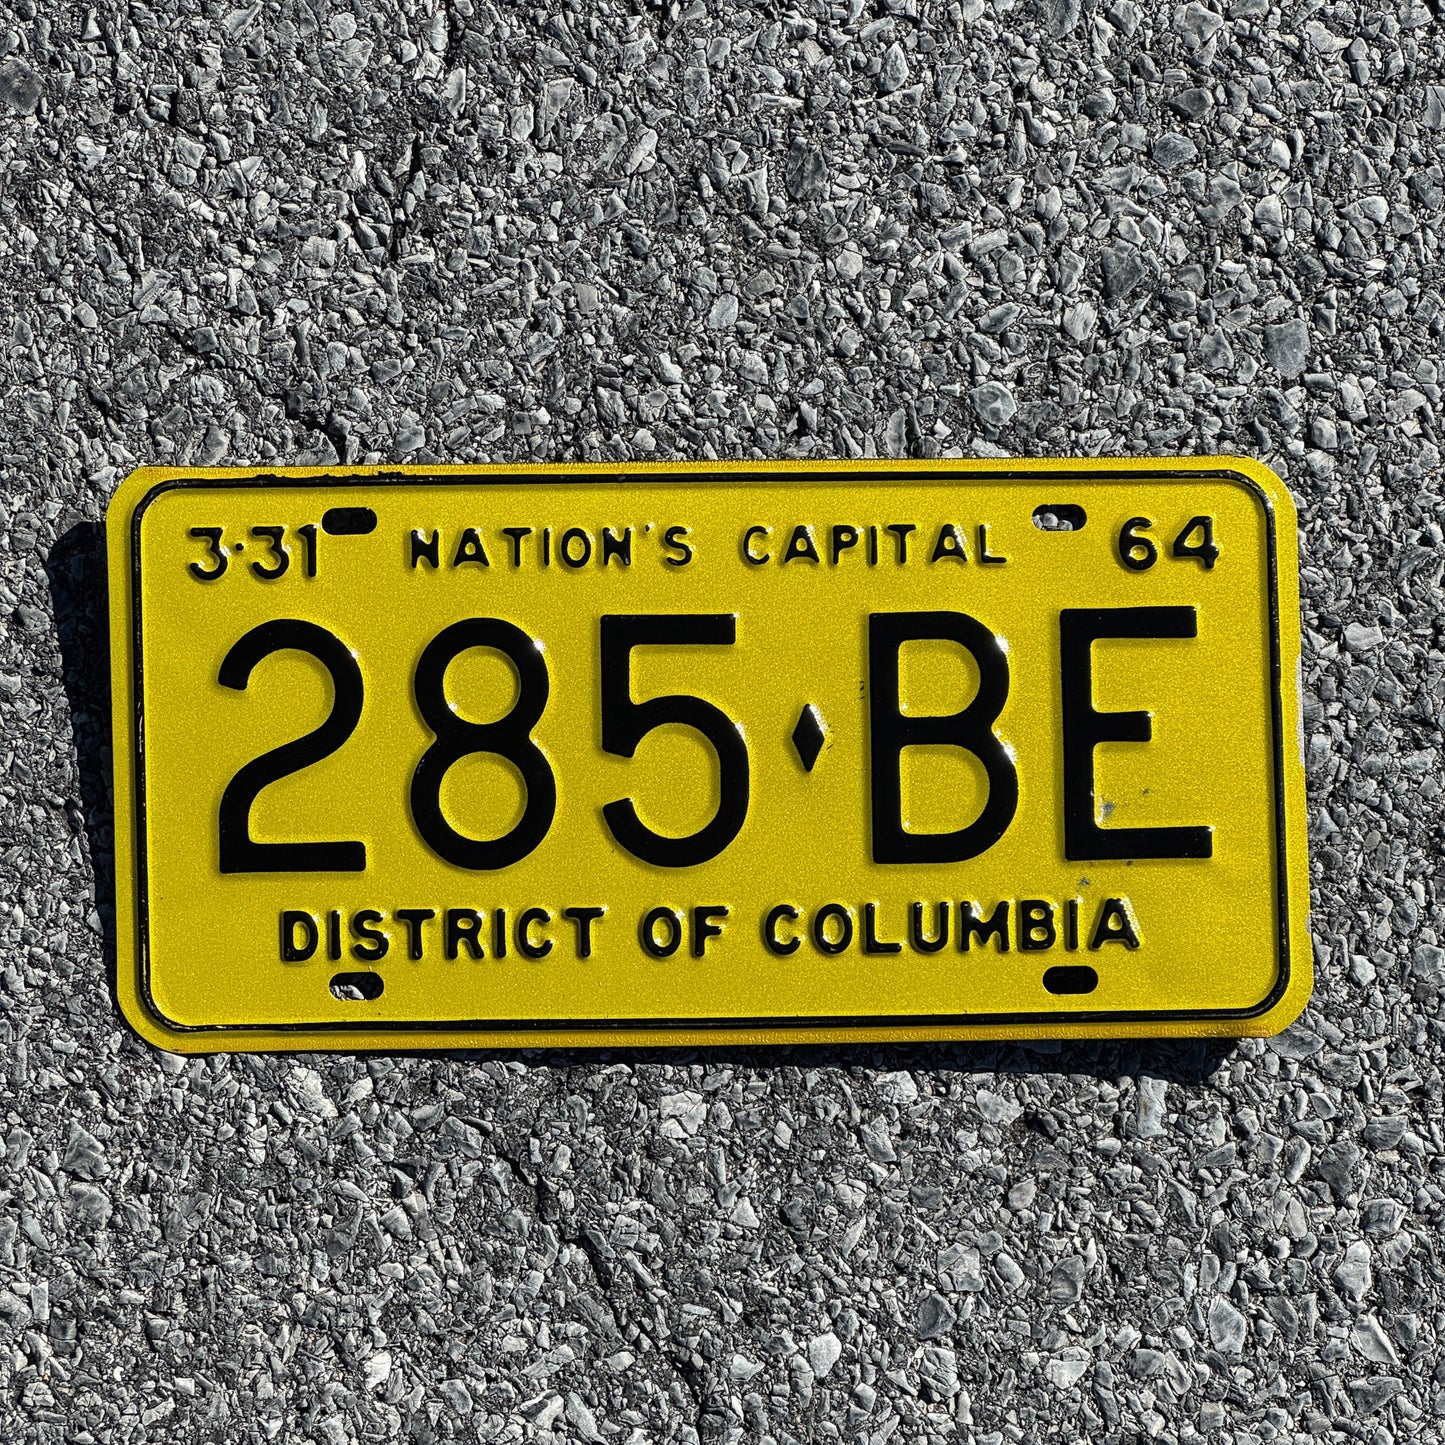 3·31 NATION'S CAPITAL 64
285♦BE
DISTRICT OF COLUMBIA